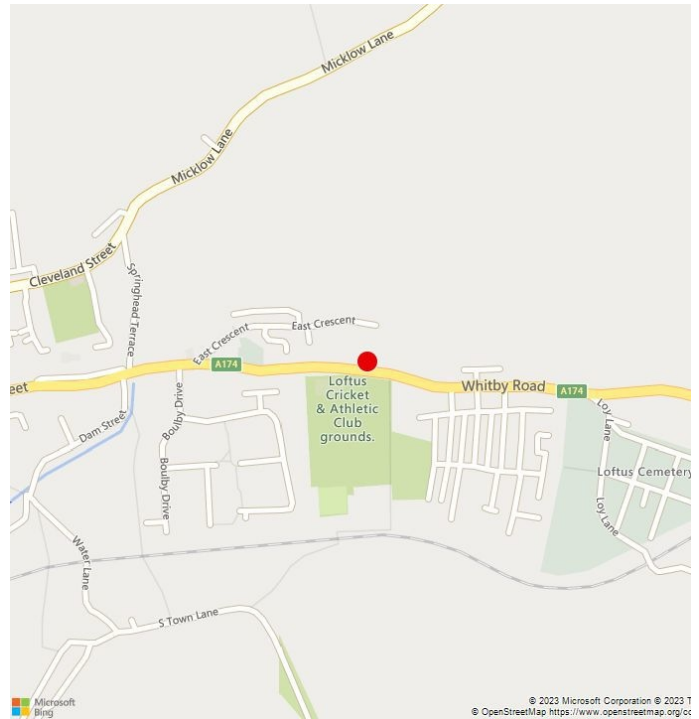 Micklow Lane
Micklow Lane
Cleveland Street
Springhead Terrace
East Crescent
East Crescent
A174
Loftus
Cricket
& Athletic
Club
grounds.
Whitby Road
A174
eet
Dam Street
Boulby Drive
Boulby Drive
Loy Lane
Loftus Cemetery
Loy Lane
Water Lane
S Town Lane
Microsoft
Bing
© 2023 Microsoft Corporation © 2023 T
© OpenStreetMap https://www.openstreetmap.org/co